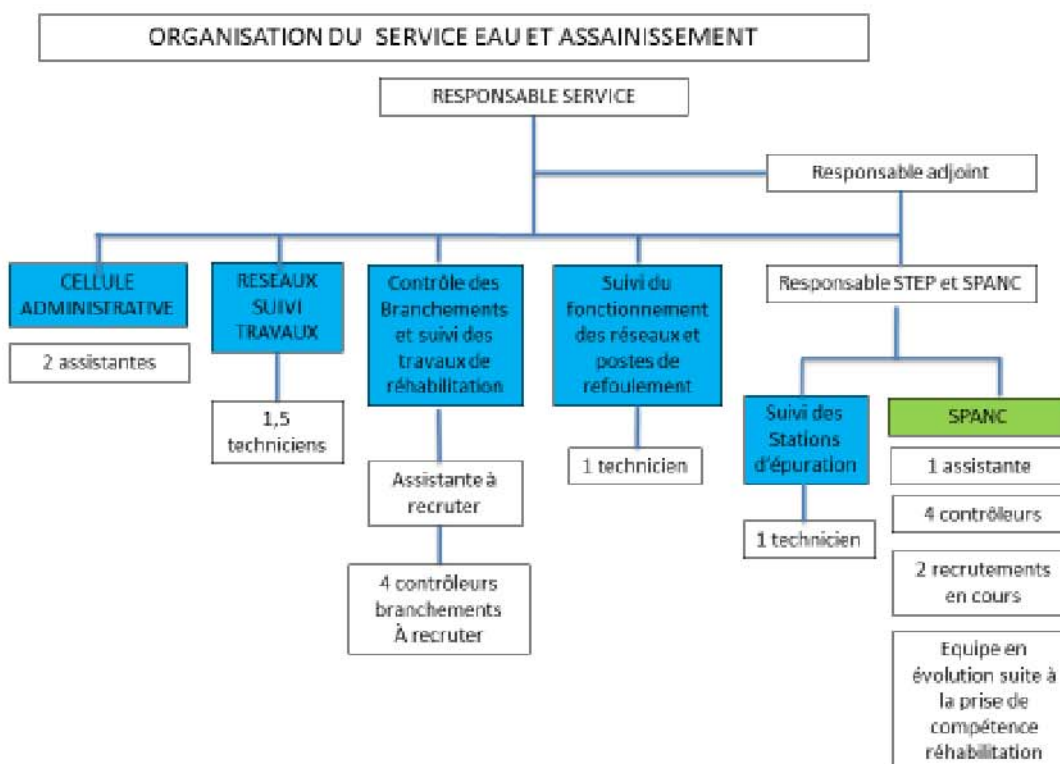 ORGANISATION DU SERVICE EAU ET ASSAINISSEMENT
RESPONSABLE SERVICE
Responsable adjoint
CELLULE
ADMINISTRATIVE
2 assistantes
RESEAUX
SUIVI
TRAVAUX
1,5
techniciens
Contrôle des
Branchements
et suivi des
travaux de
réhabilitation
Assistante à
recruter
4 contrôleurs
branchements
À recruter
Suivi du
fonctionnement
des réseaux et
postes de
refoulement
1 technicien
Responsable STEP et SPANC
Suivi des
Stations
d'épuration
1 technicien
SPANC
1 assistante
4 contrôleurs
2 recrutements
en cours
Equipe en
évolution suite à
la prise de
compétence
réhabilitation